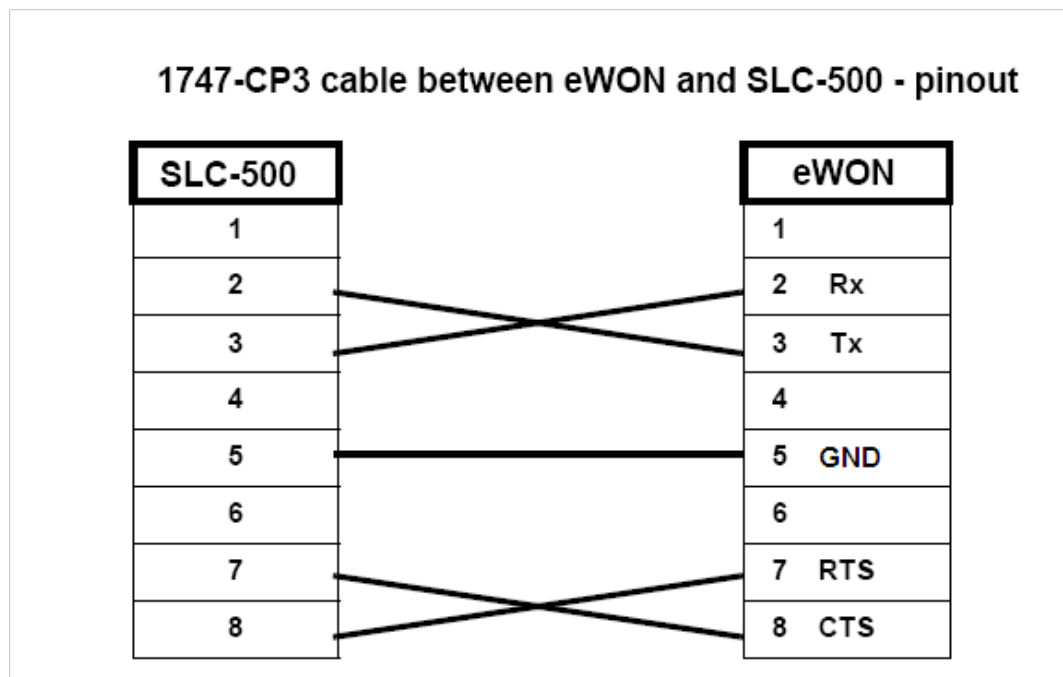 1747-CP3 cable between eWON and SLC-500 - pinout
SLC-500 eWON
1 1
2 2 Rx
3 3 Tx
4 4
5 5 GND
6 6
7 7 RTS
8 8 CTS